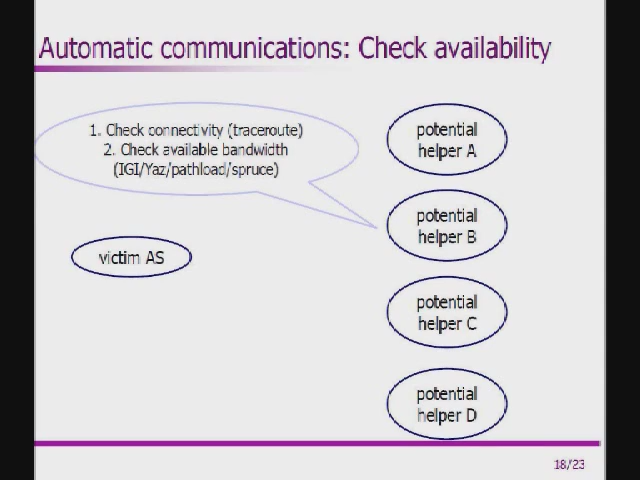 Automatic communications: Check availability
1. Check connectivity (traceroute)
2. Check available bandwidth
(IGI/Yaz/pathload/spruce)
potential
helper A
potential
helper B
victim AS
potential
helper C
potential
helper D
18/23